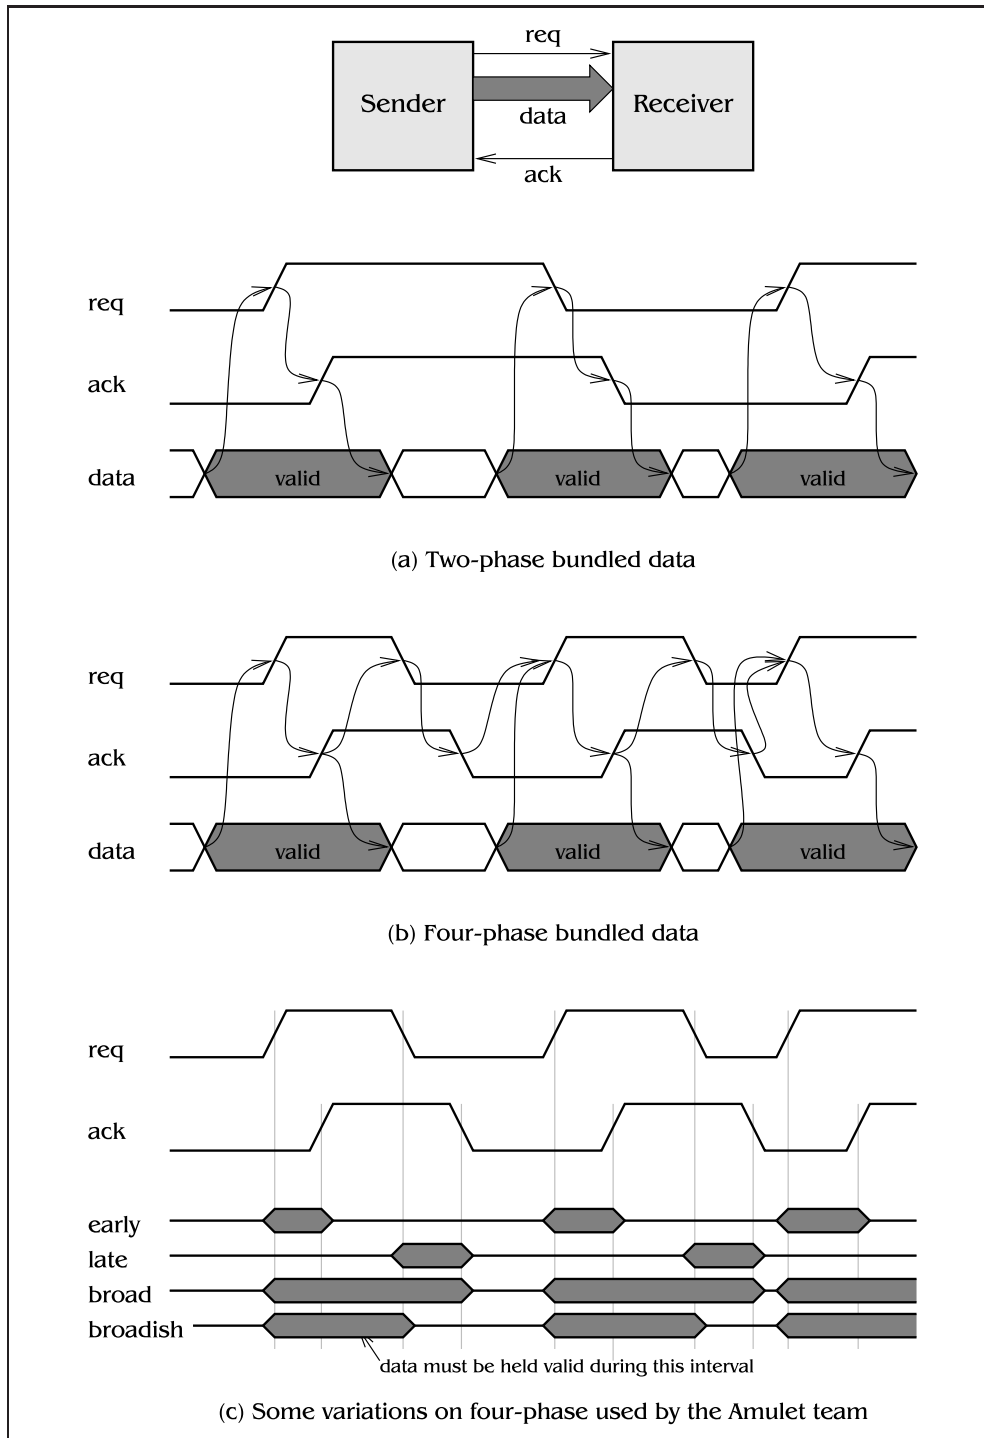 req
Sender
Receiver
data
ack
req
ack
data
valid
valid
valid
(a) Two-phase bundled data
req
ack
data
valid
valid
valid
(b) Four-phase bundled data
req
ack
early
late
broad
broadish
data must be held valid during this interval
(c) Some variations on four-phase used by the Amulet team